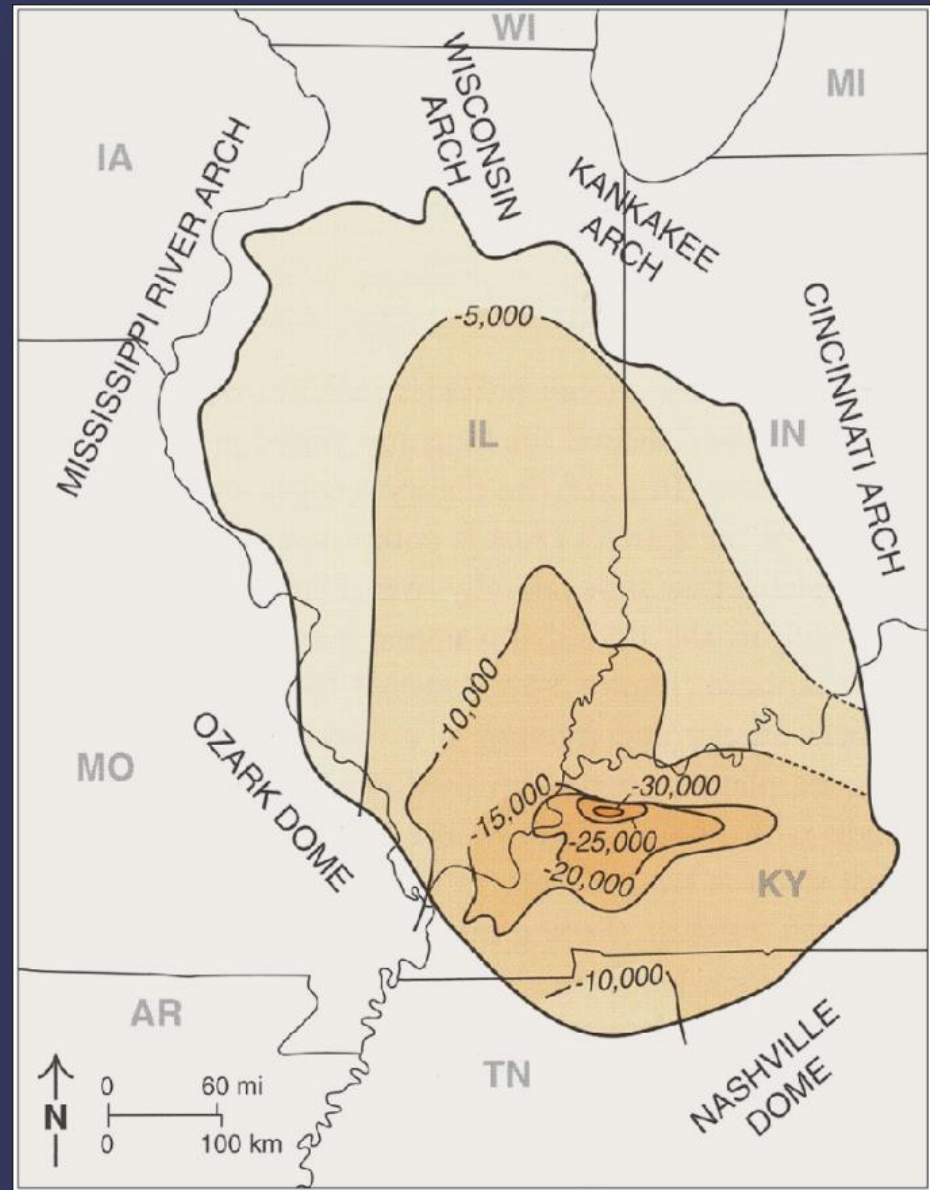 WI
WISCONSIN
ARCH
MI
IA
MISSISSIPPI RIVER ARCH
KANKAKEE
ARCH
CINCINNATI ARCH
-5,000
IL
IN
-10,000
MO
OZARK DOME
-15,000
-30,000
-25,000
-20,000
KY
-10,000
AR
TN
NASHVILLE
DOME
N
0 60 mi
0 100 km